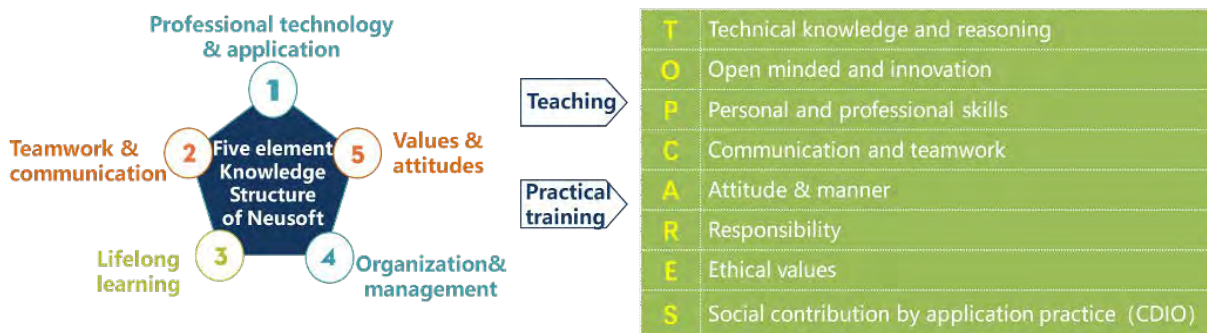 Professional technology
& application
1
Teamwork &
communication
2
Five element
Knowledge
Structure
of Neusoft
5
Values &
attitudes
3
Lifelong
learning
4
Organization&
management
Teaching
Practical
training
T Technical knowledge and reasoning
O Open minded and innovation
P Personal and professional skills
C Communication and teamwork
A Attitude & manner
R Responsibility
E Ethical values
S Social contribution by application practice（CDIO）